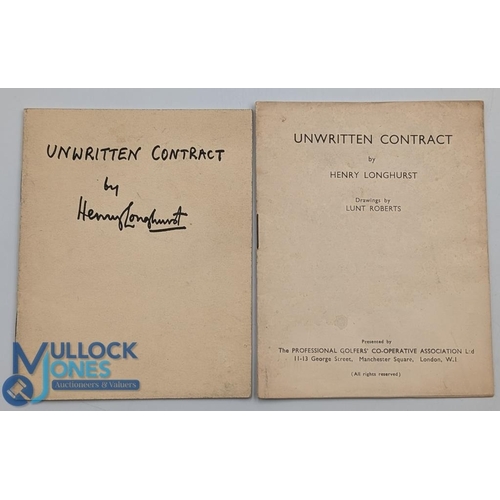 UNWRITTEN CONTRACT
by
Henry Longhurst
UNWRITTEN CONTRACT
by
HENRY LONGHURST
Drawings by
LUNT ROBERTS
Presented by
The PROFESSIONAL GOLFERS' CO-OPERATIVE ASSOCIATION Ltd
11-13 George Street, Manchester Square, London, W.1
(All rights reserved)
MULLOCK
JONES
Auctioneers & Valuers